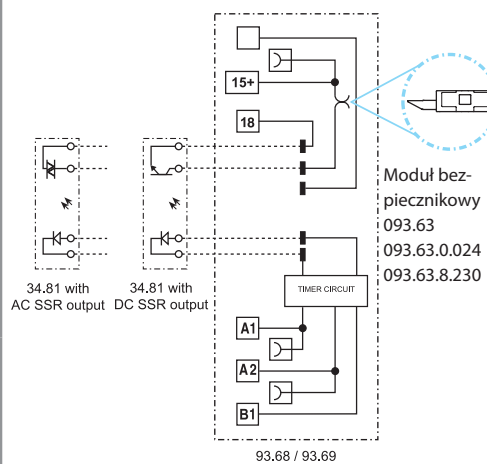 15+
18
Moduł bez-
piecznikowy
093.63
093.63.0.024
093.63.8.230
34.81 with
AC SSR output
34.81 with
DC SSR output
TIMER CIRCUIT
A1
A2
B1
93.68 / 93.69